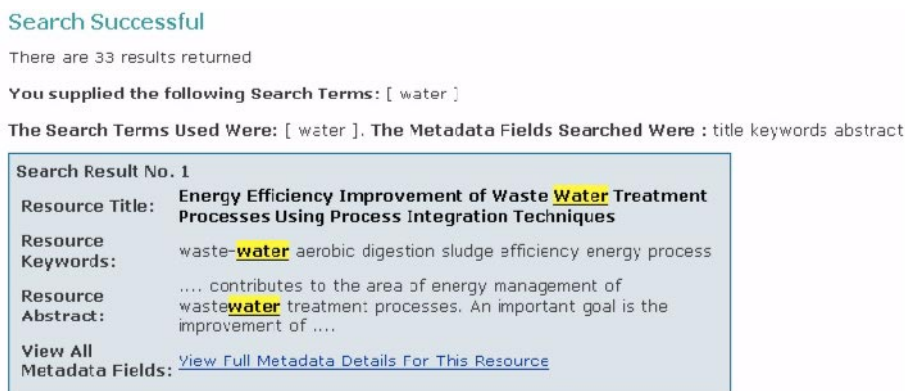 Search Successful
There are 33 results returned
You supplied the following Search Terms: [ water ]
The Search Terms Used Were: [ water ]. The Metadata Fields Searched Were : title keywords abstract
Search Result No. 1
Resource Title: Energy Efficiency Improvement of Waste Water Treatment
Processes Using Process Integration Techniques
Resource
Keywords: waste-water aerobic digestion sludge efficiency energy process
Resource
Abstract: .... contributes to the area of energy management of
wastewater treatment processes. An important goal is the
improvement of ....
View All
Metadata Fields: View Full Metadata Details For This Resource